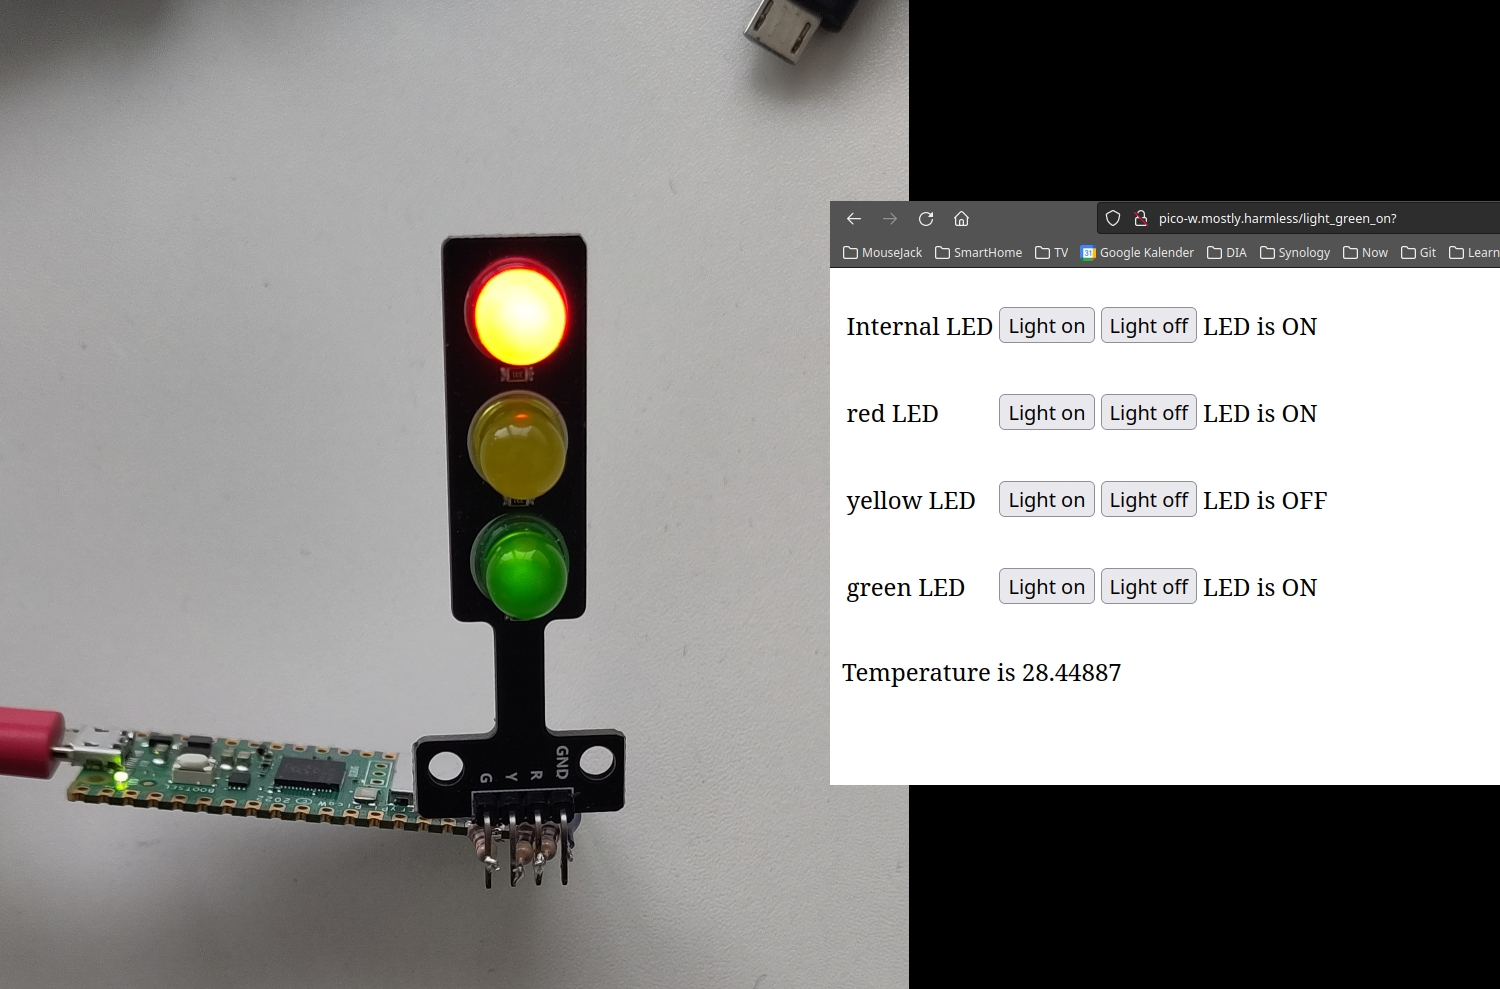 pico-w.mostly.harmless/light_green_on?
MouseJack SmartHome TV 31 Google Kalender DIA Synology Now Git Learn
Internal LED Light on Light off LED is ON
red LED Light on Light off LED is ON
yellow LED Light on Light off LED is OFF
green LED Light on Light off LED is ON
Temperature is 28.44887
G Y R GND
BOOTSEL